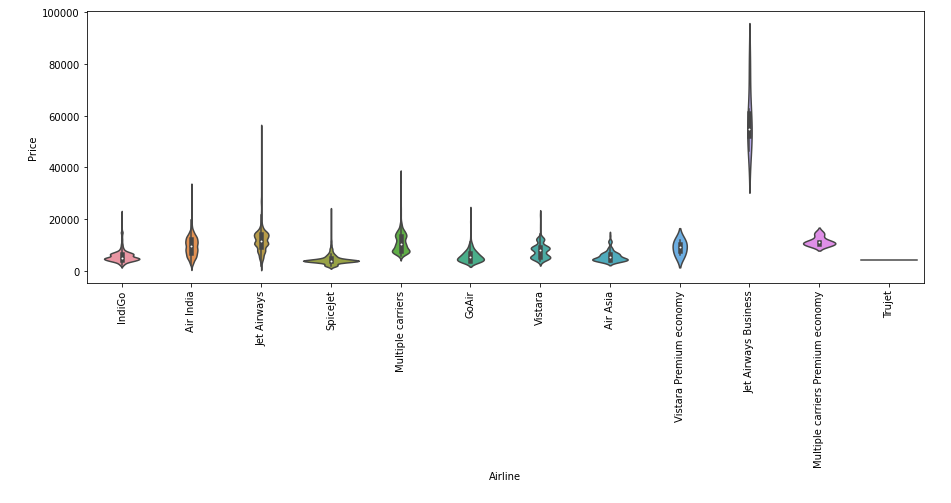 100000
80000
60000
40000
20000
0
Price
IndiGo
Air India
Jet Airways
SpiceJet
Multiple carriers
GoAir
Vistara
Air Asia
Vistara Premium economy
Jet Airways Business
Multiple carriers Premium economy
Trujet
Airline